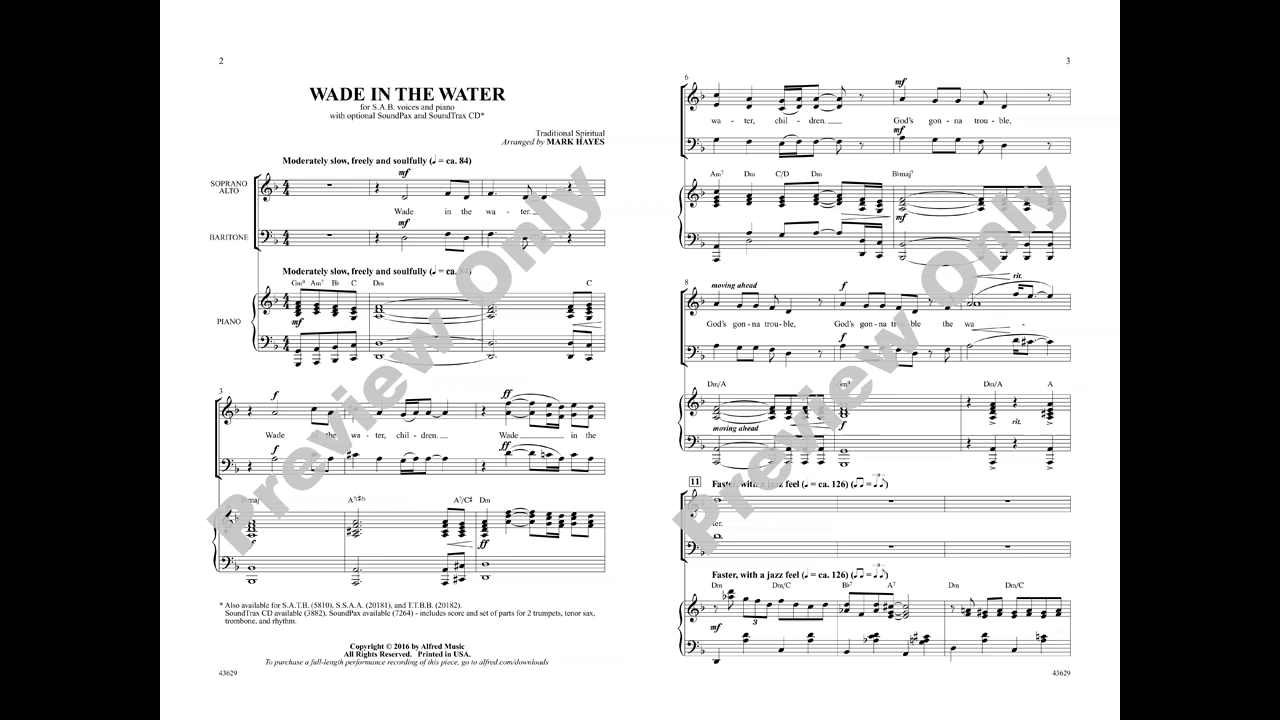 2
WADE IN THE WATER
for S.A.B. voices and piano
with optional SoundPax and SoundTrax CD*
Traditional Spiritual
Arranged by MARK HAYES
Moderately slow, freely and soulfully (♩ = ca. 84)
mf
SOPRANO
ALTO
Wade in the wa - ter.
mf
BARITONE
Moderately slow, freely and soulfully (♩ = ca. 84)
Gm9 Am7 B♭ C Dm C
PIANO
mf
3
f ff
Wade in the wa - ter, chil - dren. Wade in the
f ff
A7/C♯ Dm
ff
* Also available for S.A.T.B. (5810), S.S.A.A. (20181), and T.T.B.B. (20182).
SoundTrax CD available (3882). SoundPax available (7264) - includes score and set of parts for 2 trumpets, tenor sax,
trombone, and rhythm.
Copyright © 2016 by Alfred Music
All Rights Reserved. Printed in USA.
To purchase a full-length performance recording of this piece, go to alfred.com/downloads
43629
3
6
mf
wa - ter, chil - dren. God's gon - na trou - ble,
mf
Am7 Dm C/D Dm B♭maj7
mf
8
moving ahead f rit.
God's gon - na trou - ble, God's gon - na trou - ble the wa -
f
Dm/A Gm9 Dm/A A
moving ahead f rit.
11
Faster, with a jazz feel (♩ = ca. 126)
ter.
Faster, with a jazz feel (♩ = ca. 126)
Dm Dm/C B♭7 A7 Dm Dm/C
mf 3
43629
Preview Only
Preview Only